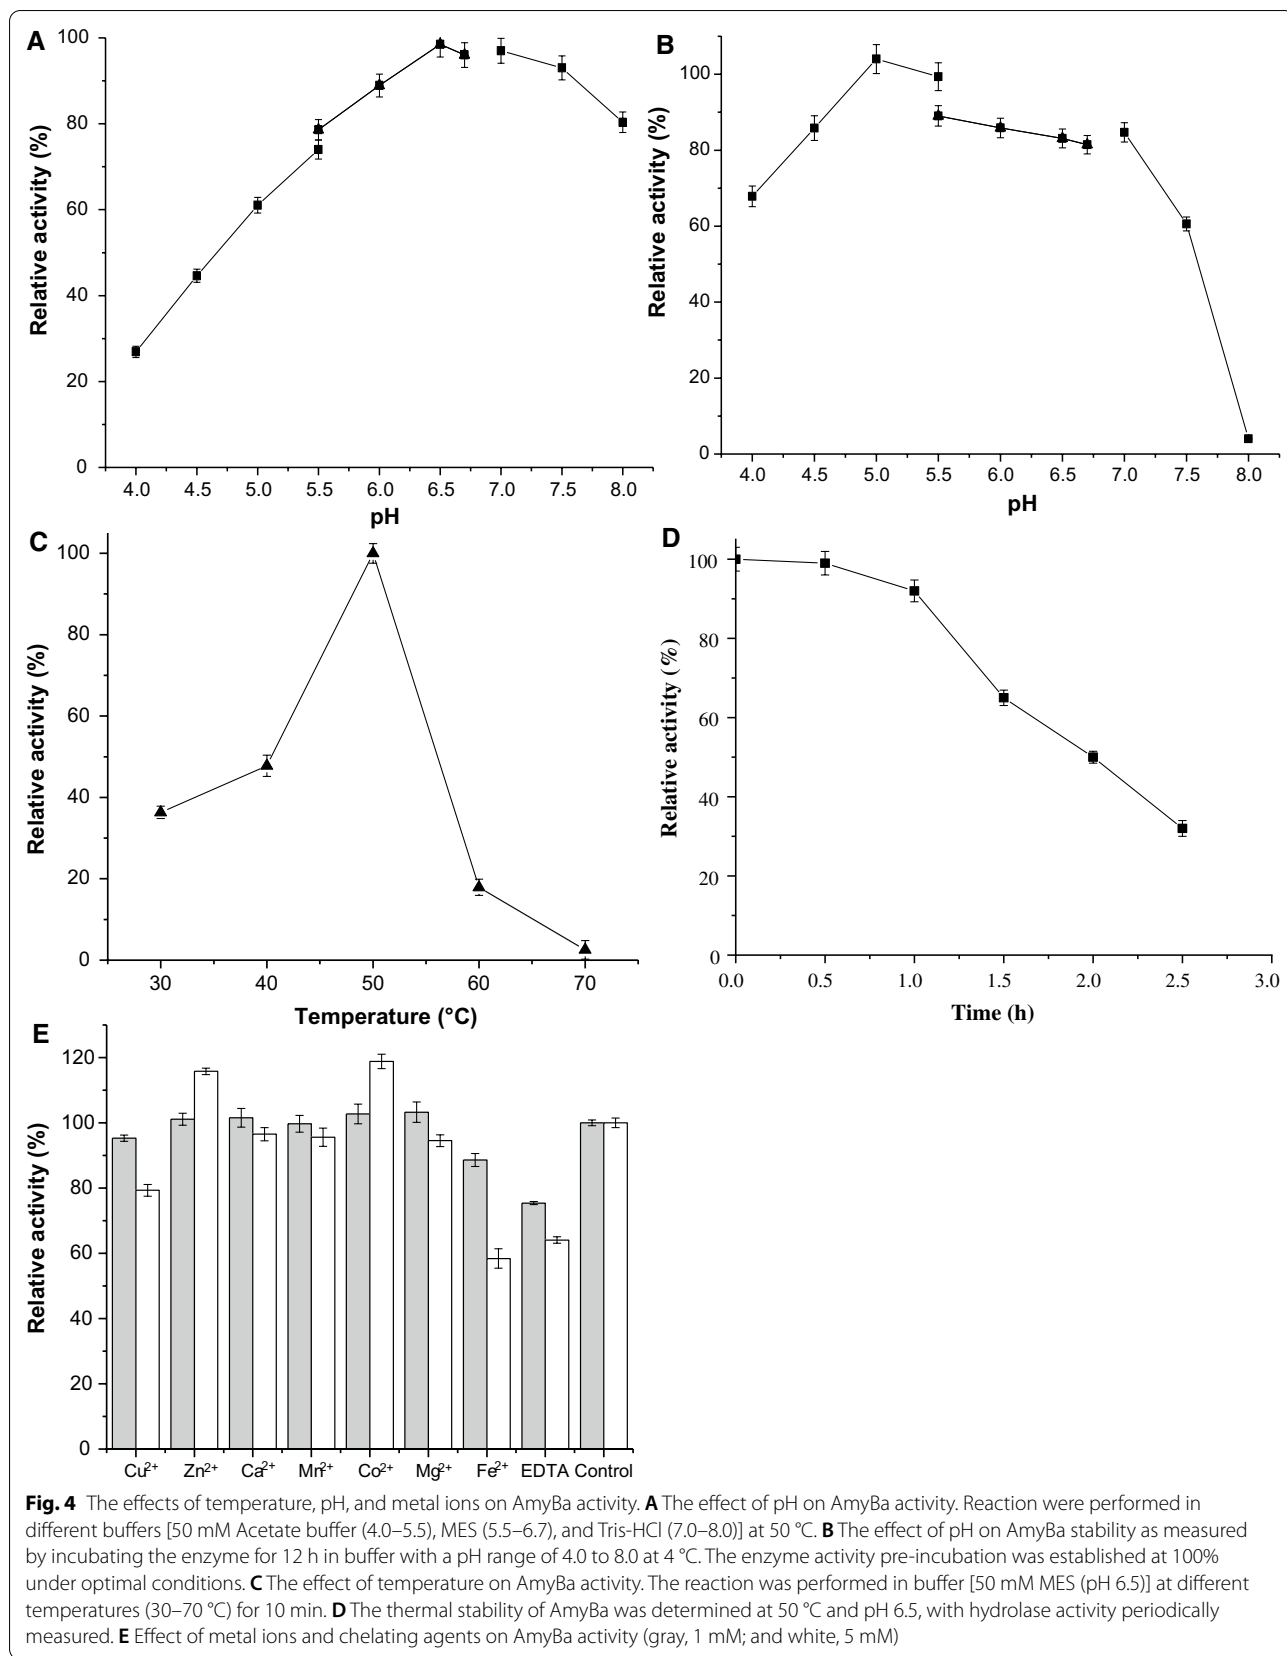 A
Relative activity (%)
100
80
60
40
20
0
4.0 4.5 5.0 5.5 6.0 6.5 7.0 7.5 8.0
pH
B
Relative activity (%)
100
80
60
40
20
0
4.0 4.5 5.0 5.5 6.0 6.5 7.0 7.5 8.0
pH
C
Relative activity (%)
100
80
60
40
20
0
30 40 50 60 70
Temperature (°C)
D
Relative activity (%)
100
80
60
40
20
0
0.0 0.5 1.0 1.5 2.0 2.5 3.0
Time (h)
E
Relative activity (%)
120
100
80
60
40
20
0
Cu²⁺ Zn²⁺ Ca²⁺ Mn²⁺ Co²⁺ Mg²⁺ Fe²⁺ EDTA Control
Fig. 4 The effects of temperature, pH, and metal ions on AmyBa activity. A The effect of pH on AmyBa activity. Reaction were performed in
different buffers [50 mM Acetate buffer (4.0–5.5), MES (5.5–6.7), and Tris-HCl (7.0–8.0)] at 50 °C. B The effect of pH on AmyBa stability as measured
by incubating the enzyme for 12 h in buffer with a pH range of 4.0 to 8.0 at 4 °C. The enzyme activity pre-incubation was established at 100%
under optimal conditions. C The effect of temperature on AmyBa activity. The reaction was performed in buffer [50 mM MES (pH 6.5)] at different
temperatures (30–70 °C) for 10 min. D The thermal stability of AmyBa was determined at 50 °C and pH 6.5, with hydrolase activity periodically
measured. E Effect of metal ions and chelating agents on AmyBa activity (gray, 1 mM; and white, 5 mM)